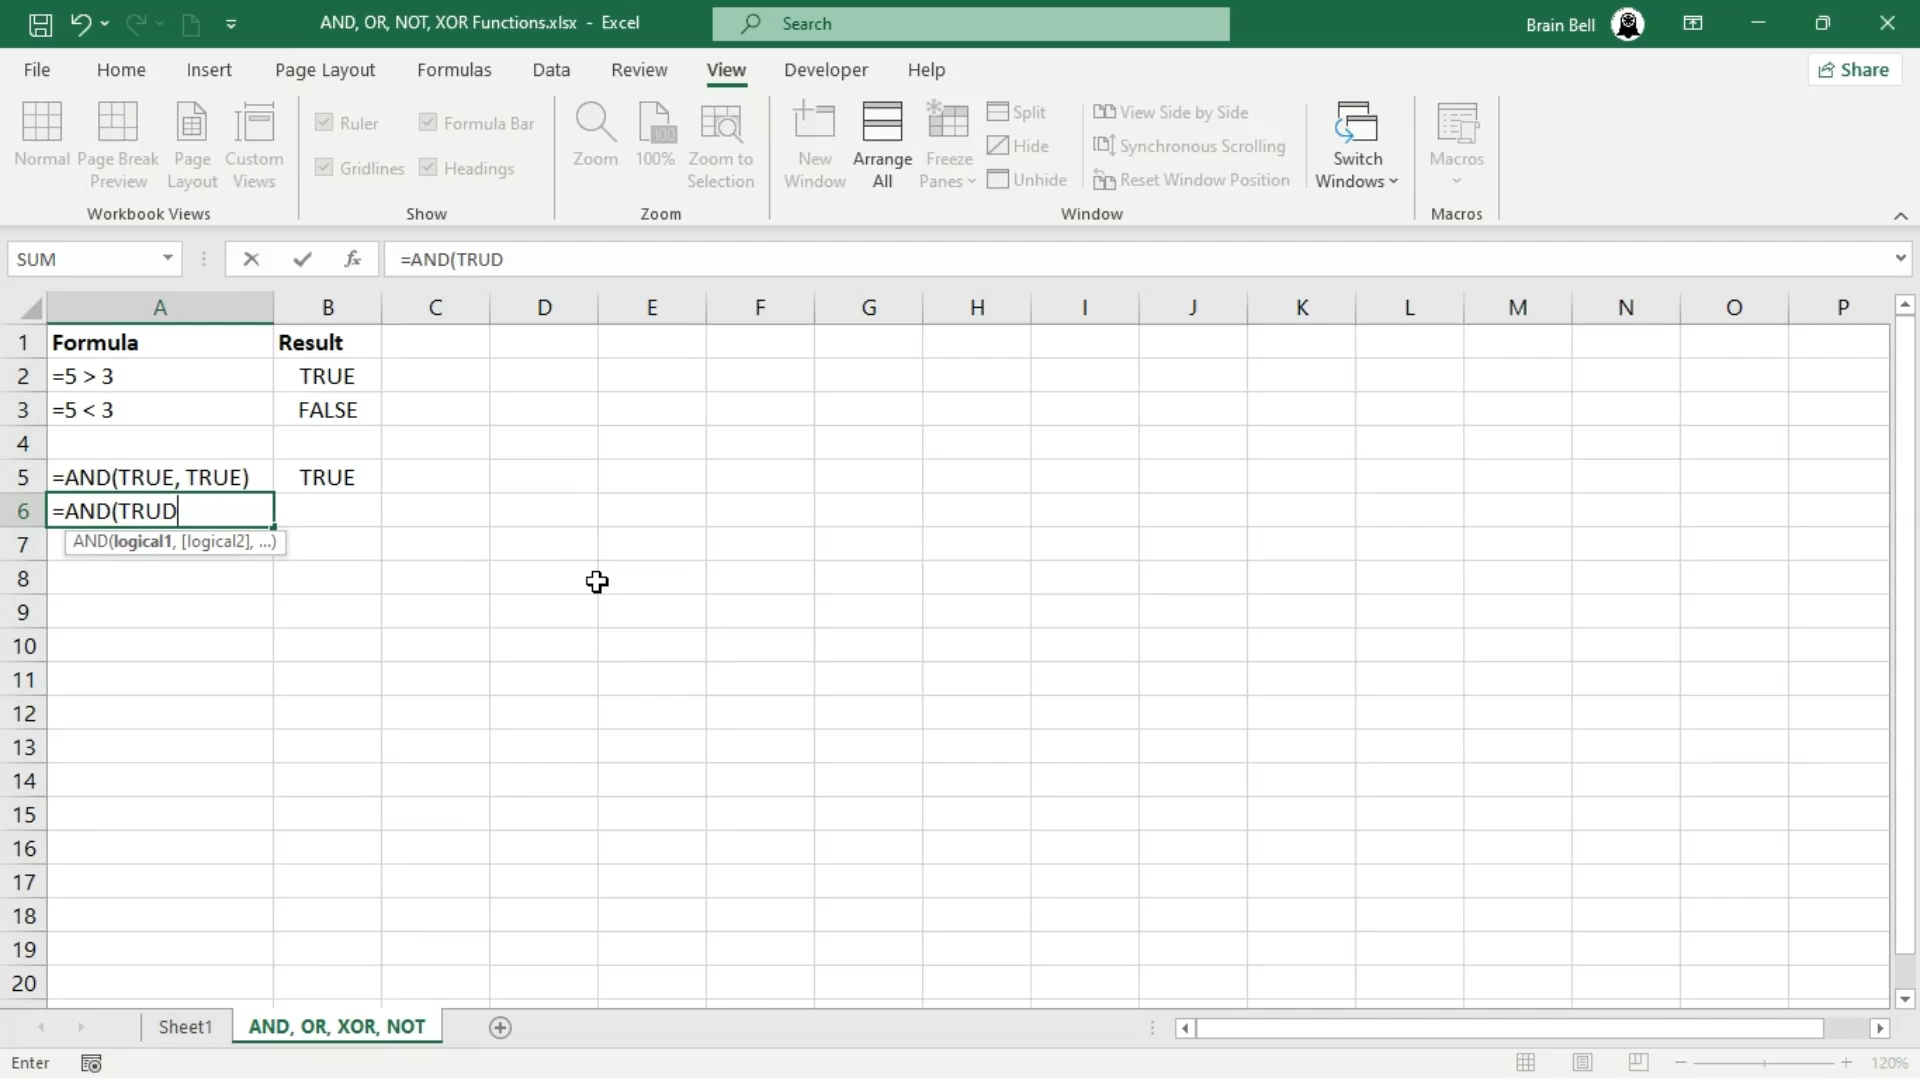 AND, OR, NOT, XOR Functions.xlsx - Excel
Search
Brain Bell
File Home Insert Page Layout Formulas Data Review View Developer Help
Share
Normal
Page Break Preview
Page Layout
Custom Views
Workbook Views
Ruler
Formula Bar
Gridlines
Headings
Show
Zoom
100
100%
Zoom to Selection
Zoom
New Window
Arrange All
Freeze Panes
Split
Hide
Unhide
View Side by Side
Synchronous Scrolling
Reset Window Position
Switch Windows
Window
Macros
Macros
SUM
fx
=AND(TRUD
A B C D E F G H I J K L M N O P
1 Formula Result
2 =5 > 3 TRUE
3 =5 < 3 FALSE
4
5 =AND(TRUE, TRUE) TRUE
6 =AND(TRUD
7 AND(logical1, [logical2], ...)
8
9
10
11
12
13
14
15
16
17
18
19
20
Sheet1 AND, OR, XOR, NOT
Enter
120%